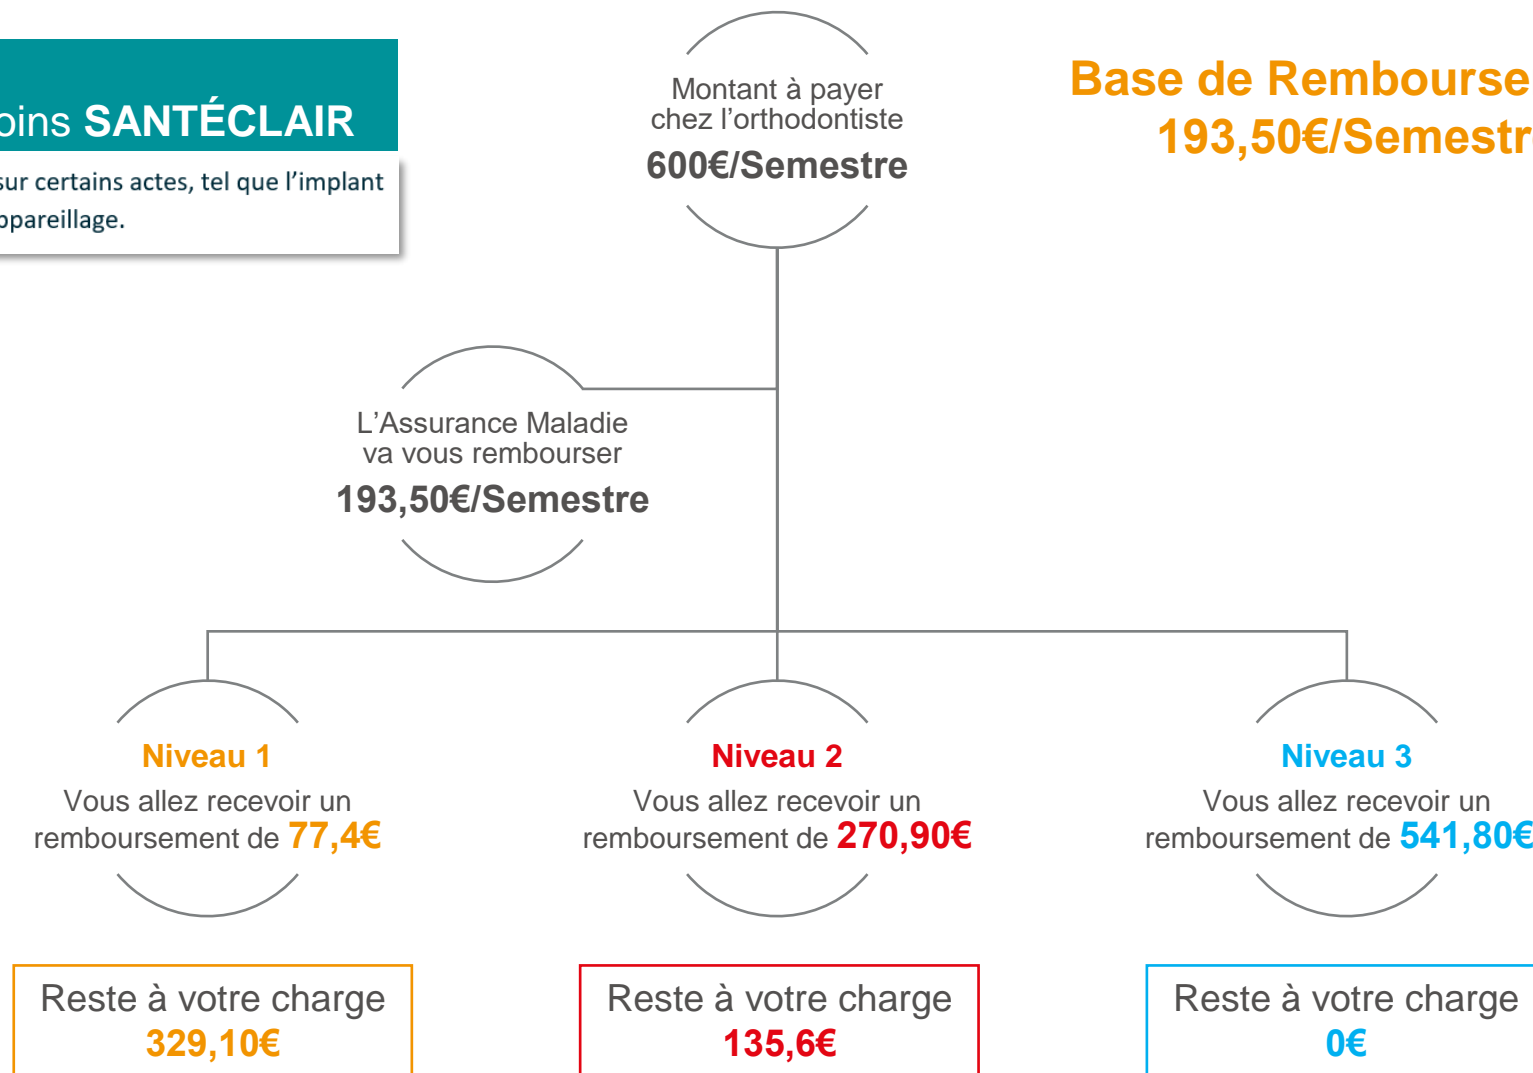 oins SANTÉCLAIR
sur certains actes, tel que l’implant
ppareillage.
Montant à payer
chez l’orthodontiste
600€/Semestre
Base de Rembourse
193,50€/Semestr
L’Assurance Maladie
va vous rembourser
193,50€/Semestre
Niveau 1
Vous allez recevoir un
remboursement de 77,4€
Niveau 2
Vous allez recevoir un
remboursement de 270,90€
Niveau 3
Vous allez recevoir un
remboursement de 541,80€
Reste à votre charge
329,10€
Reste à votre charge
135,6€
Reste à votre charge
0€